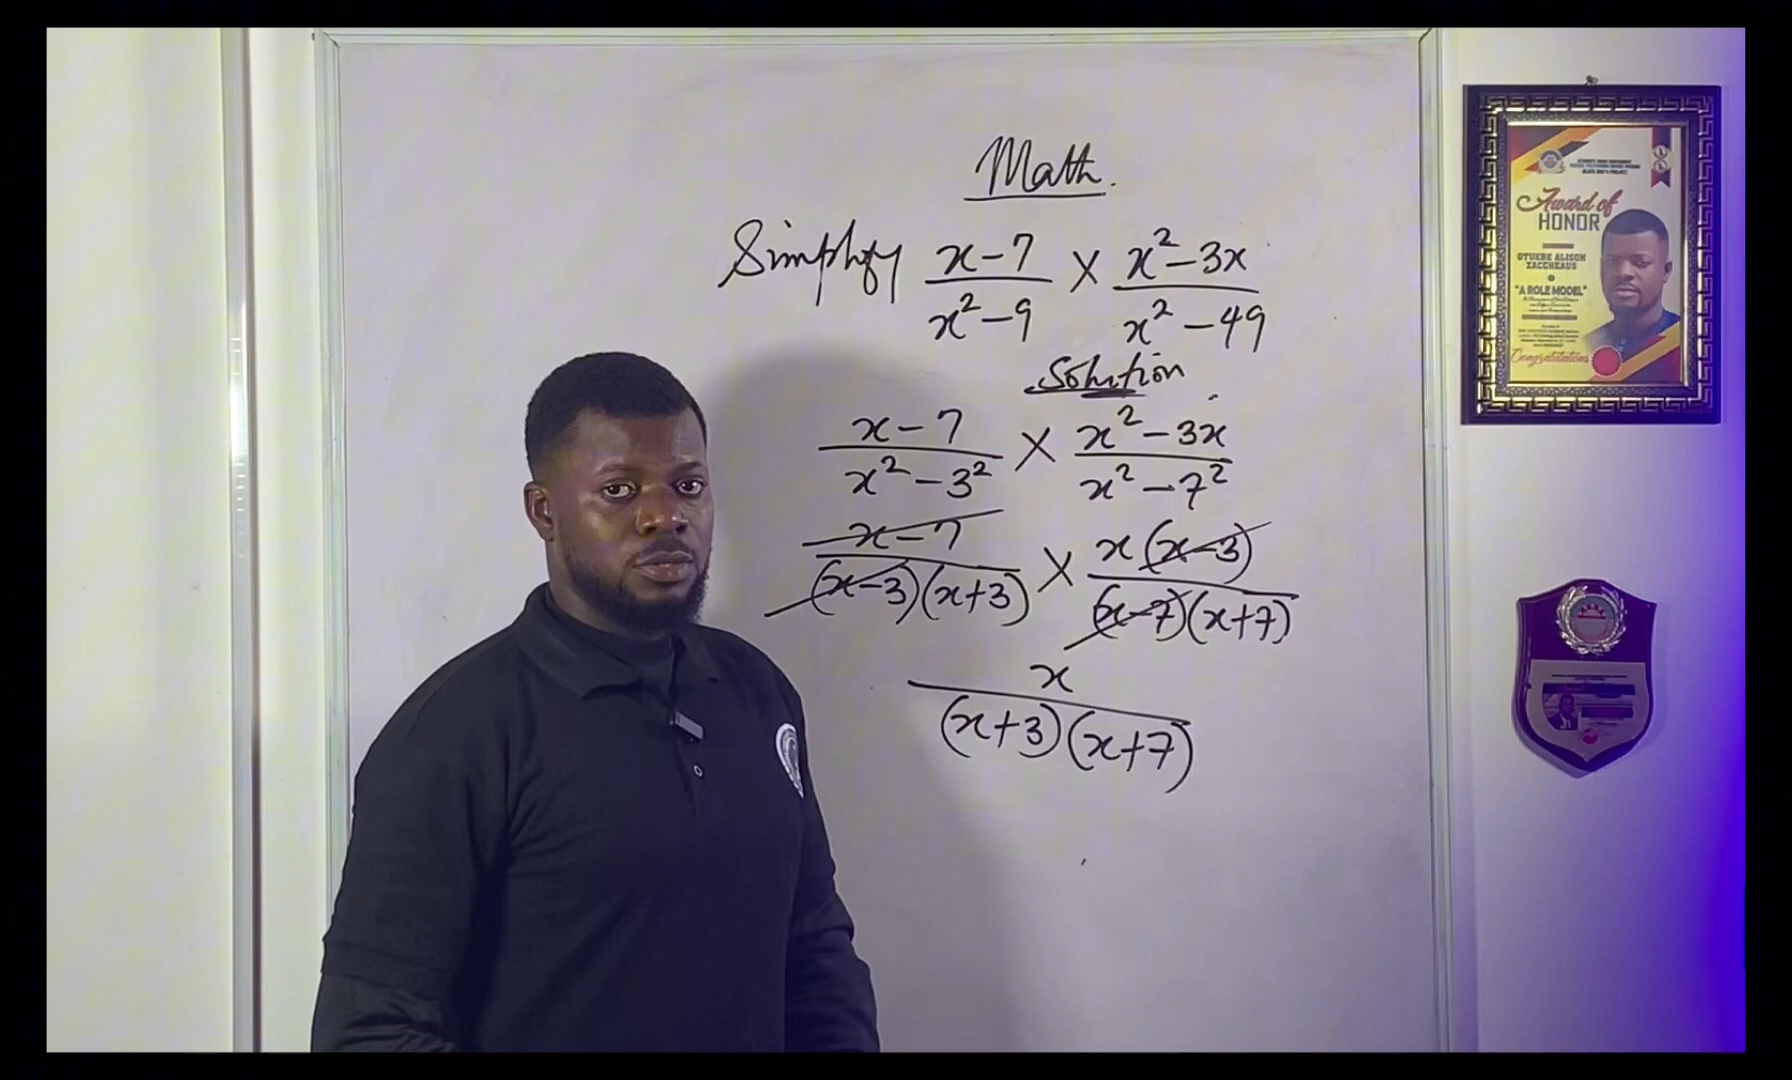 Math.
Simplify x-7/x²-9 × x²-3x/x²-49
Solution
x-7/x²-3² × x²-3x/x²-7²
x-7/(x-3)(x+3) × x(x-3)/(x-7)(x+7)
x/(x+3)(x+7)
Award of
HONOR
OTUEBE ALISON
ZACCHEAUS
"A ROLE MODEL"
Congratulations